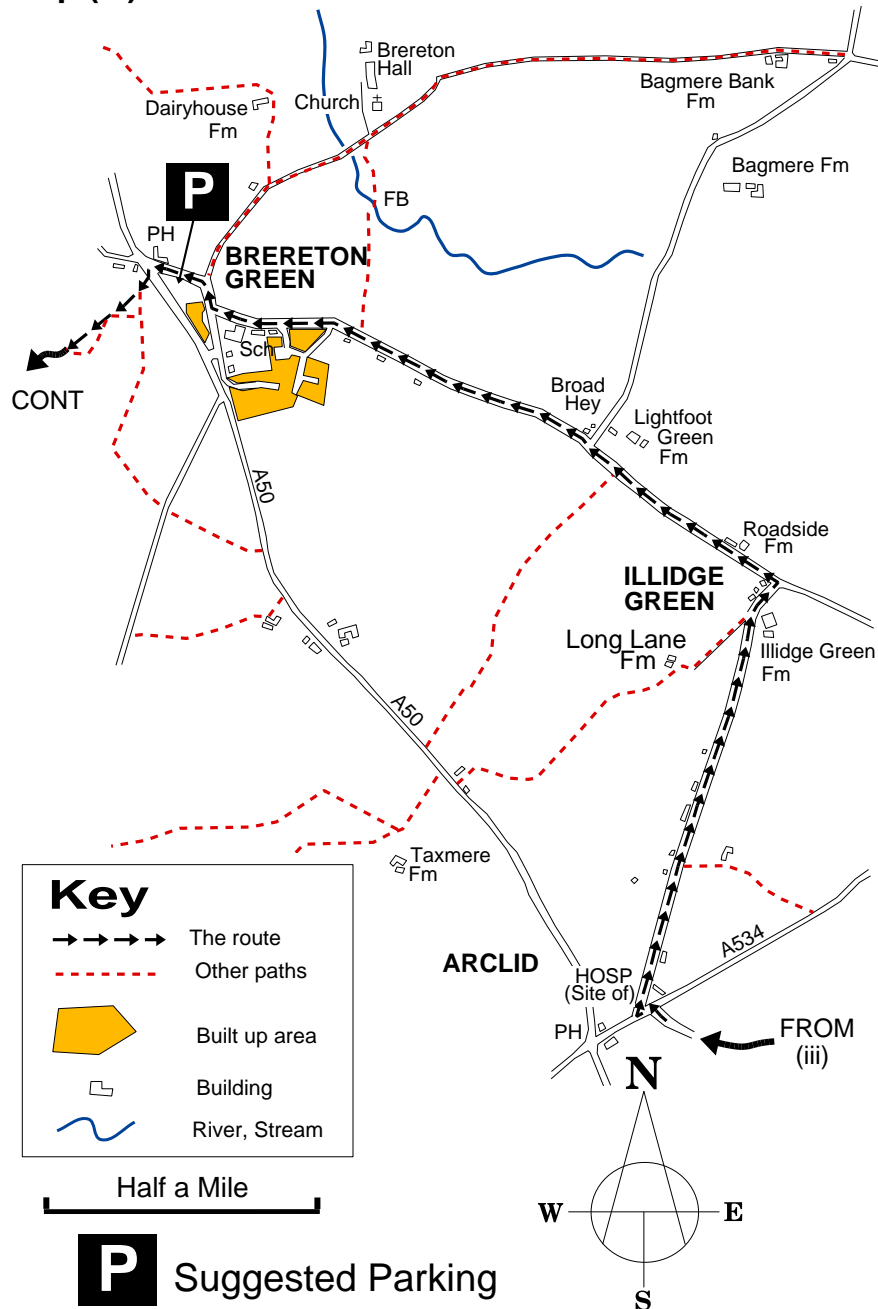 Brereton
Hall
Bagmere Bank
Fm
Dairyhouse
Fm
Church
Bagmere Fm
P
FB
PH
BRERETON
GREEN
Sch
CONT
Broad
Hey
Lightfoot
Green
Fm
A50
Roadside
Fm
ILLIDGE
GREEN
Long Lane
Fm
Illidge Green
Fm
A50
Taxmere
Fm
A534
ARCLID
HOSP
(Site of)
PH
FROM
(iii)
Key
The route
Other paths
Built up area
Building
River, Stream
Half a Mile
N
W
E
S
P
Suggested Parking